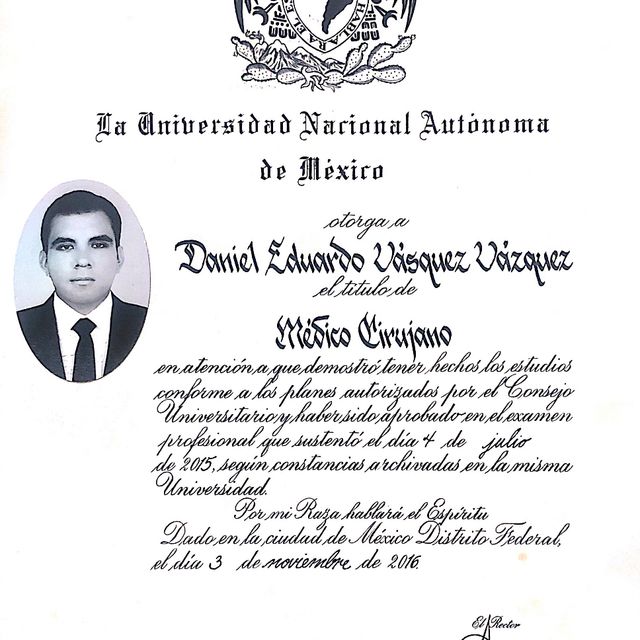 HABLARA EL E
La Universidad Nacional Autónoma
de México
otorga a
Daniel Eduardo Vásquez Vázquez
el título de
Médico Cirujano
en atención a que demostró tener hechos los estudios
conforme a los planes autorizados por el Consejo
Universitario y haber sido aprobado en el examen
profesional que sustentó el día 4 de julio
de 2015, según constancias archivadas en la misma
Universidad.
Por mi Raza hablará el Espíritu
Dado en la ciudad de México Distrito Federal,
el día 3 de noviembre de 2016
El Rector